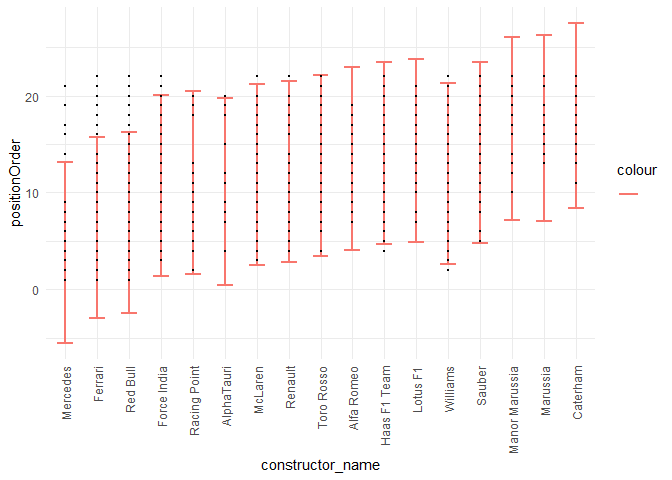 positionOrder
20
10
0
Mercedes
Ferrari
Red Bull
Force India
Racing Point
AlphaTauri
McLaren
Renault
Toro Rosso
Alfa Romeo
Haas F1 Team
Lotus F1
Williams
Sauber
Manor Marussia
Marussia
Caterham
constructor_name
colour